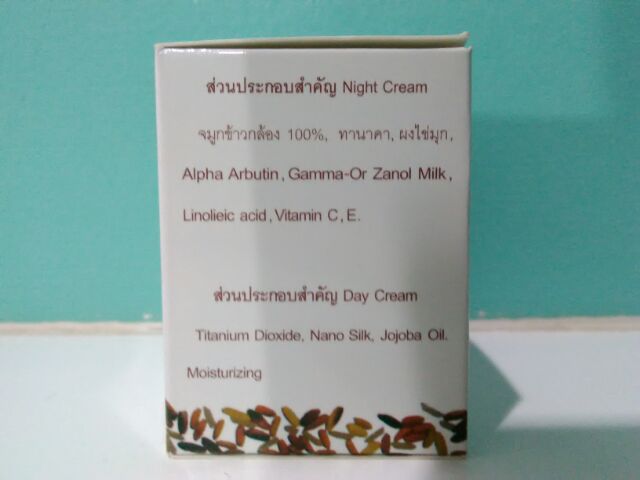 ส่วนประกอบสำคัญ Night Cream
จมูกข้าวกล้อง 100%, ทานาคา, ผงไข่มุก,
Alpha Arbutin, Gamma-Or Zanol Milk,
Linolieic acid, Vitamin C, E.
ส่วนประกอบสำคัญ Day Cream
Titanium Dioxide, Nano Silk, Jojoba Oil.
Moisturizing